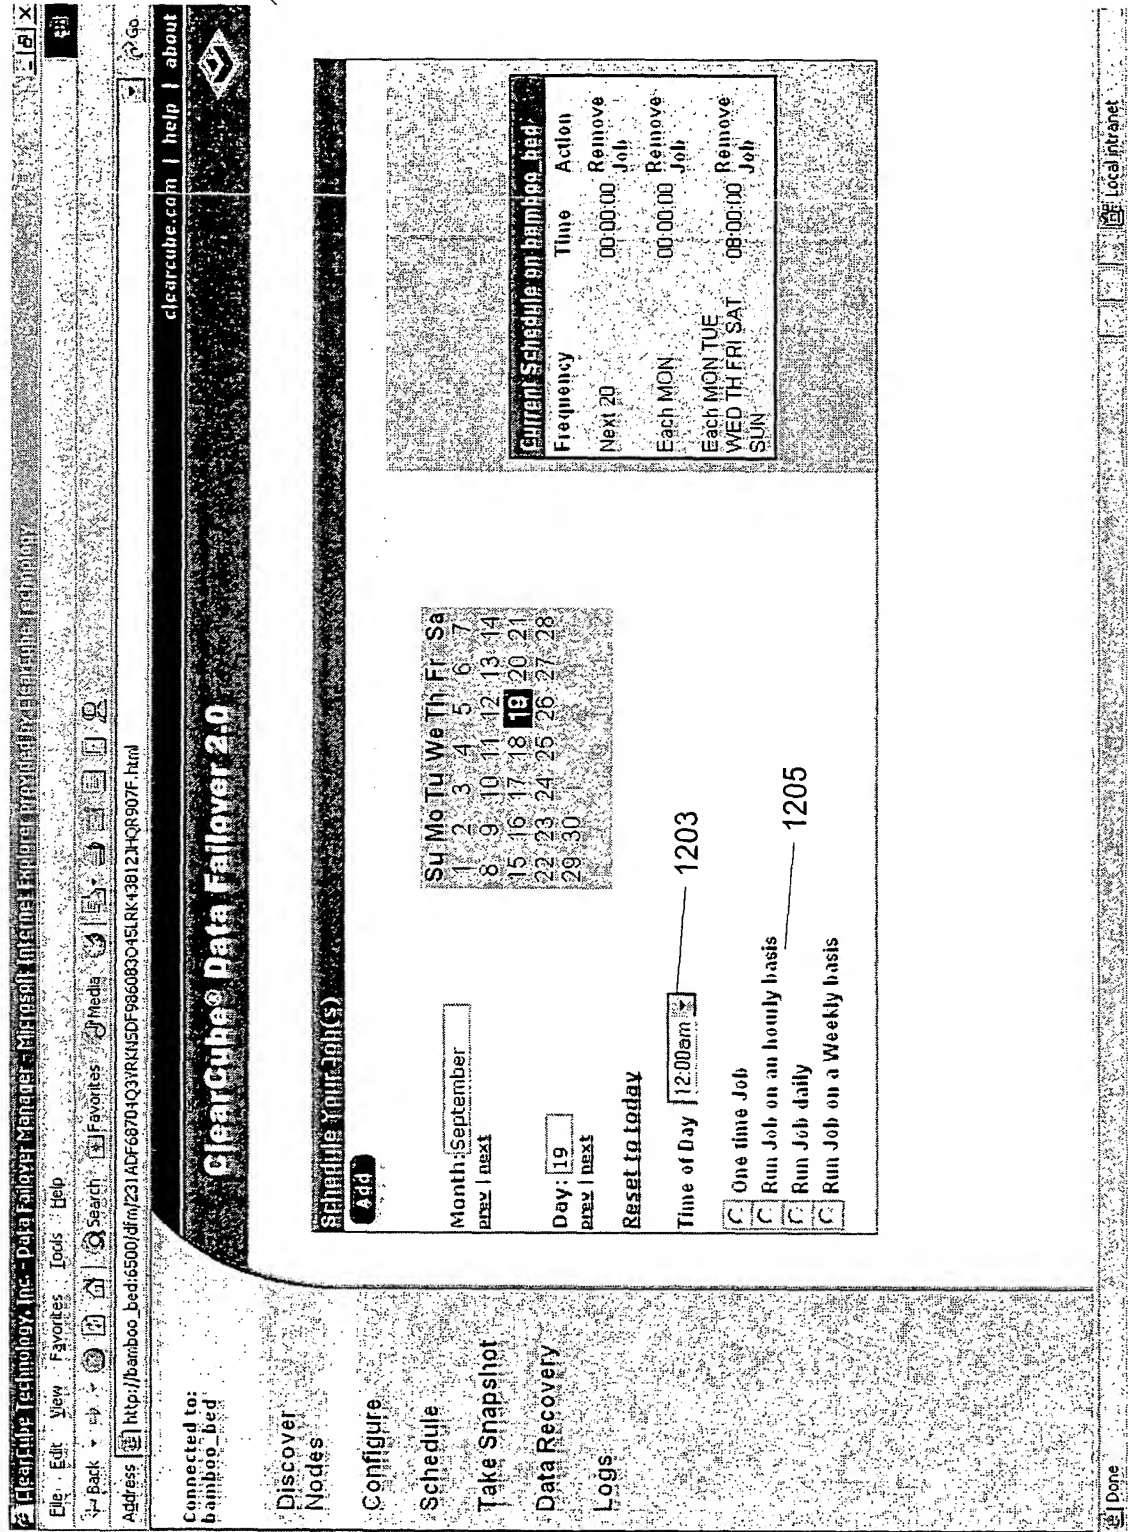 ClearCube Technology, Inc. - Data Failover Manager - Microsoft Internet Explorer provided by ClearCube Technology
File Edit View Favorites Tools Help
Back Search Favorites Media
Address http://bamboo_bed:6500/dfm/
Go
clearcube.com | help | about
Connected to:
bamboo_bed
ClearCube® Data Failover 2.0
Discover
Nodes
Configure
Schedule
Take Snapshot
Data Recovery
Logs
Schedule Your Job(s)
Add
Month: September
prev | next
Day: 19
prev | next
Reset to today
Time of Day 12:00am
1203
One time Job
Run Job on an hourly basis
Run Job daily
Run Job on a Weekly basis
1205
Su Mo Tu We Th Fr Sa
1 2 3 4 5 6 7
8 9 10 11 12 13 14
15 16 17 18 19 20 21
22 23 24 25 26 27 28
29 30
Current Schedule on bamboo_bed
Frequency Time Action
Next 20 00:00:00 Remove Job
Each MON 00:00:00 Remove Job
Each MON TUE
WED TH FRI SAT 08:00:00 Remove
SUN Job
Done
Local intranet